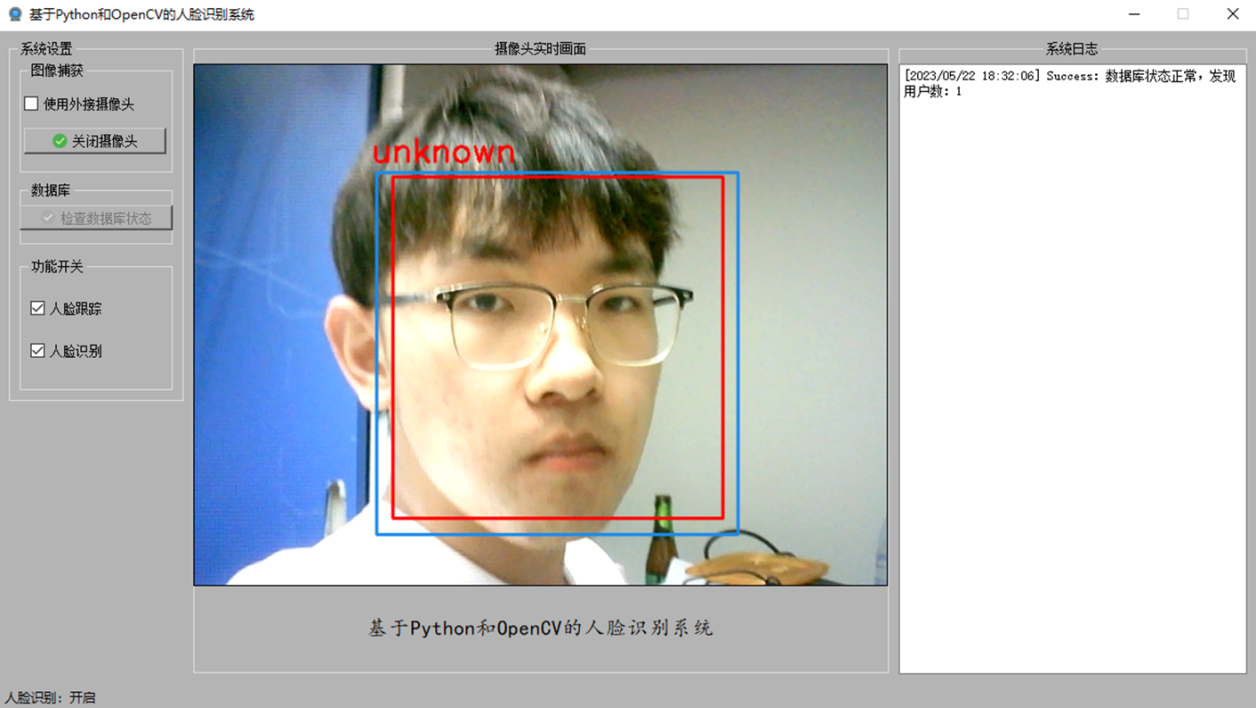 基于Python和OpenCV的人脸识别系统
系统设置
图像捕获
使用外接摄像头
关闭摄像头
数据库
检查数据库状态
功能开关
人脸跟踪
人脸识别
摄像头实时画面
unknown
基于Python和OpenCV的人脸识别系统
系统日志
[2023/05/22 18:32:06] Success: 数据库状态正常，发现
用户数: 1
人脸识别: 开启